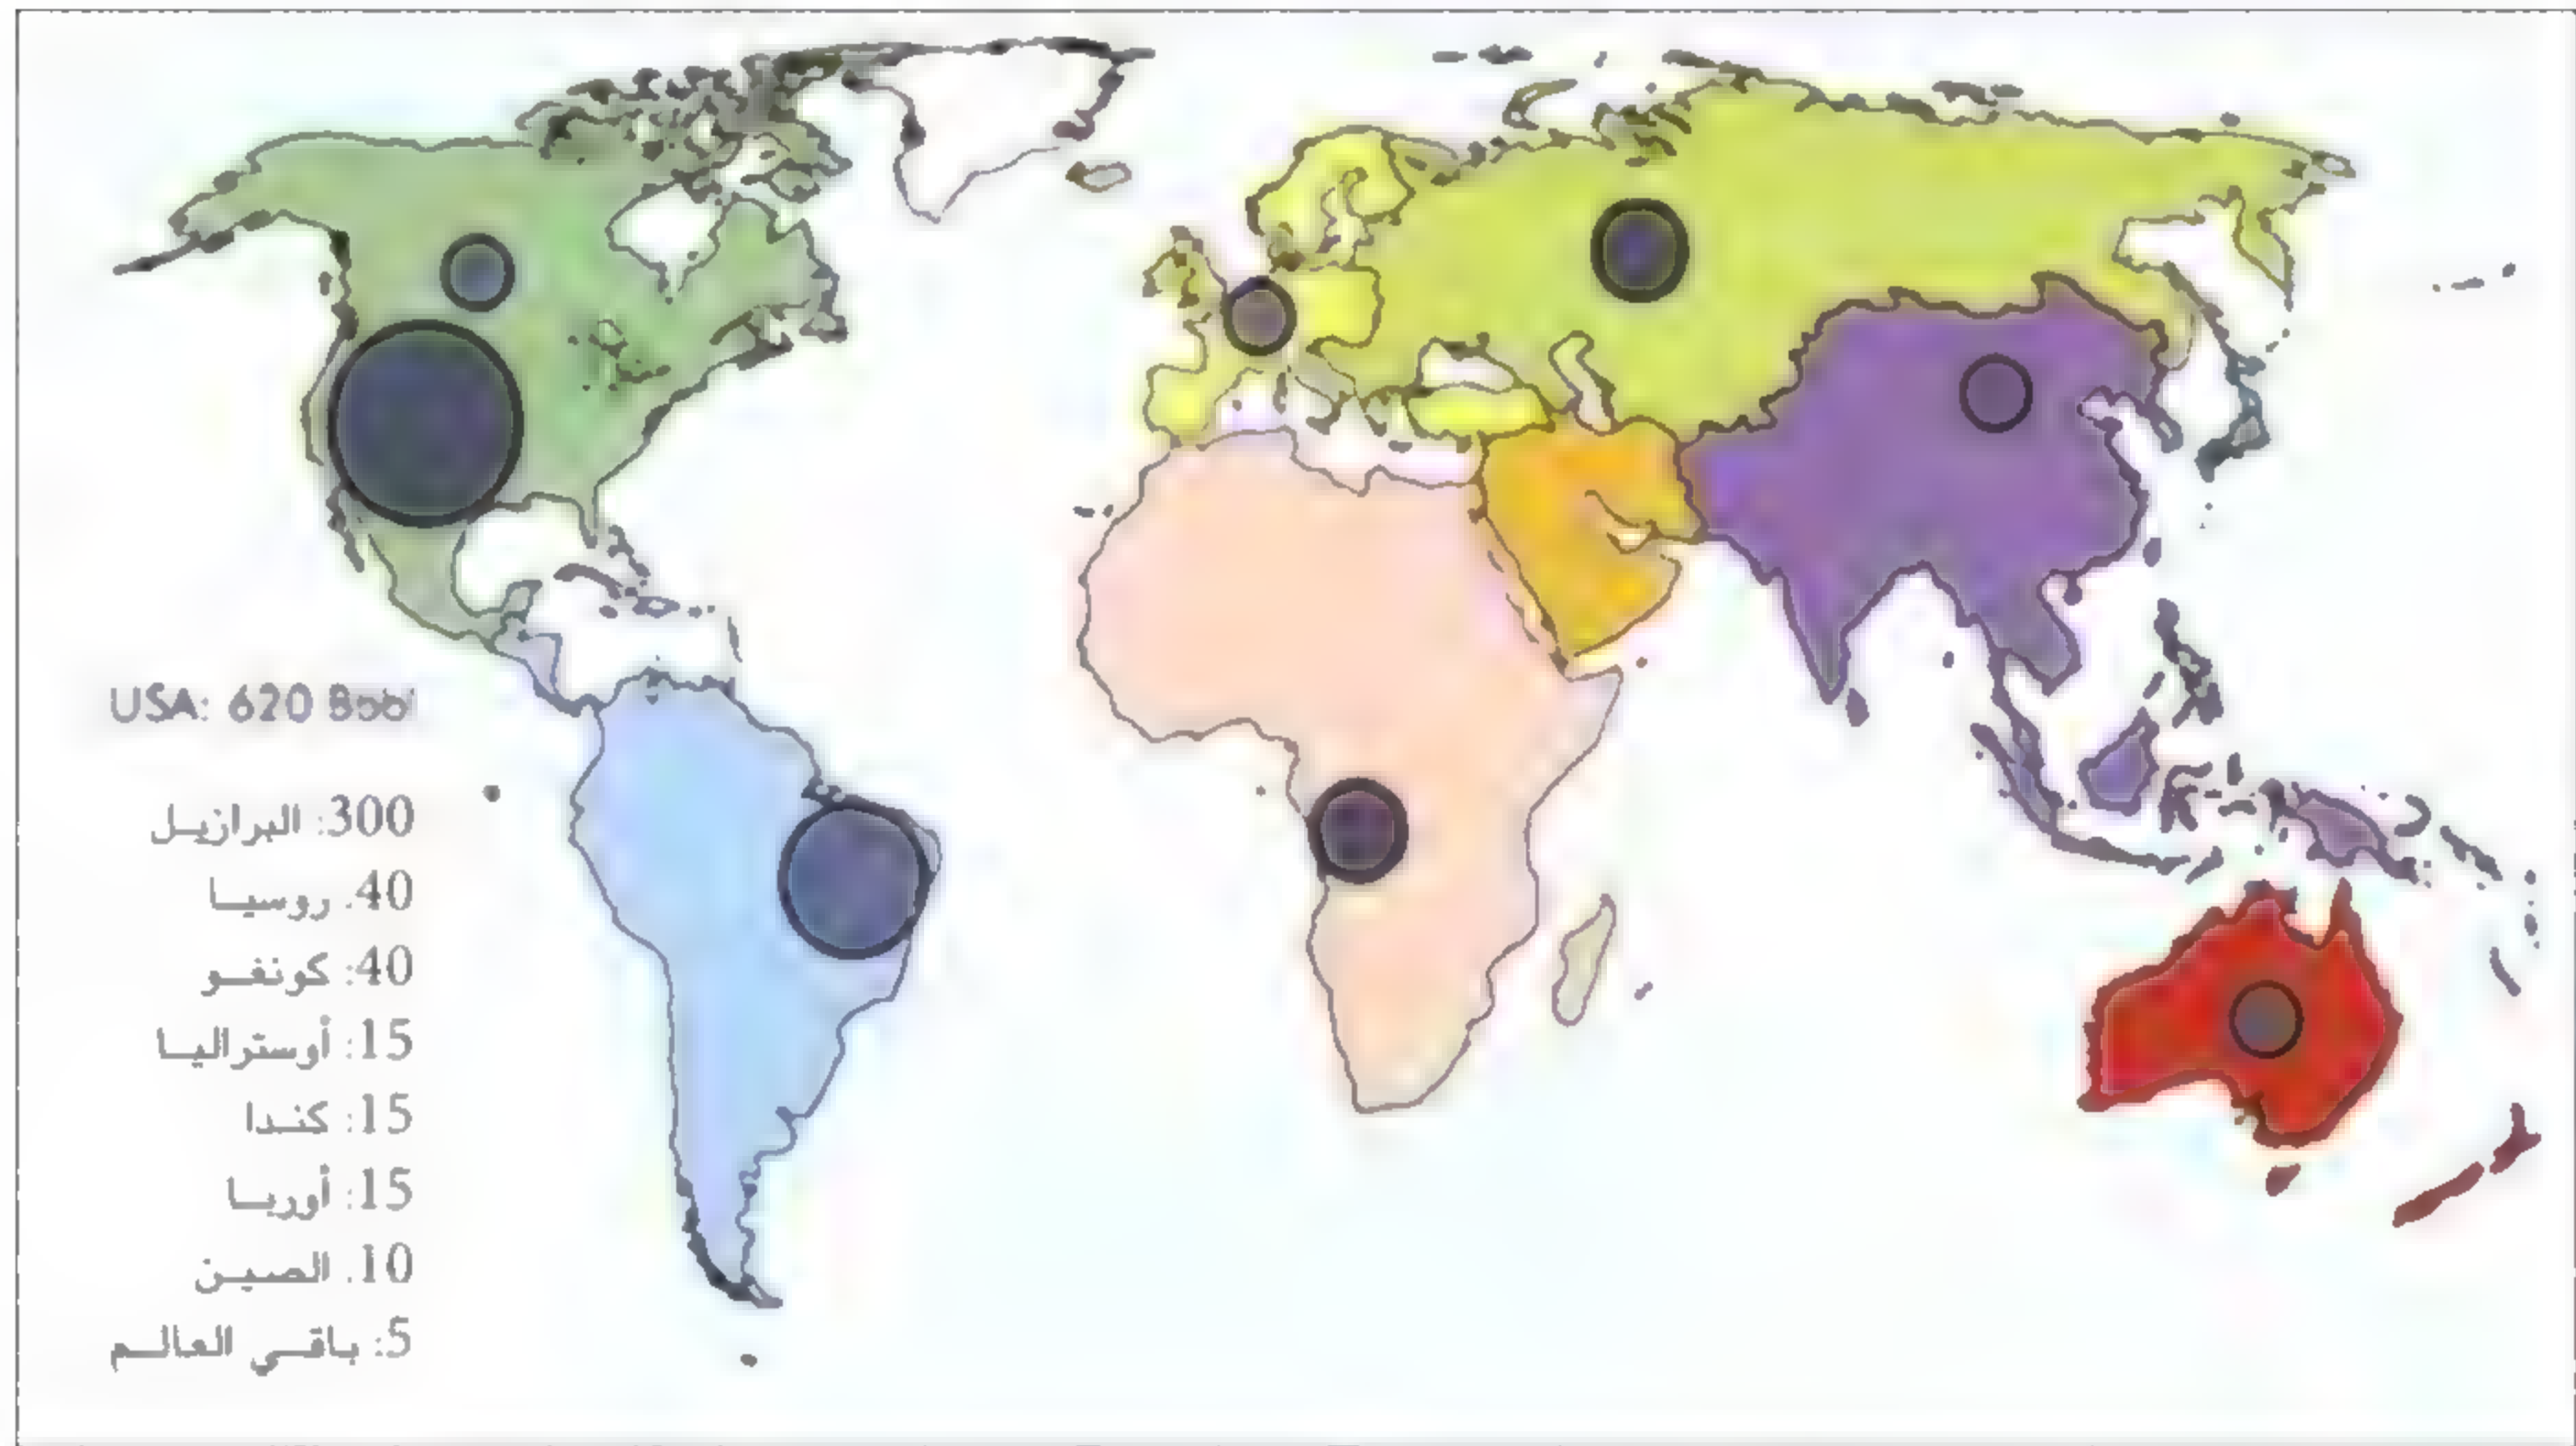 USA: 620 Bbbl
300: البرازيل
40. روسيا
40: كونغو
15: أوستراليا
15: كندا
15: أوربا
10. الصين
5: باقي العالم